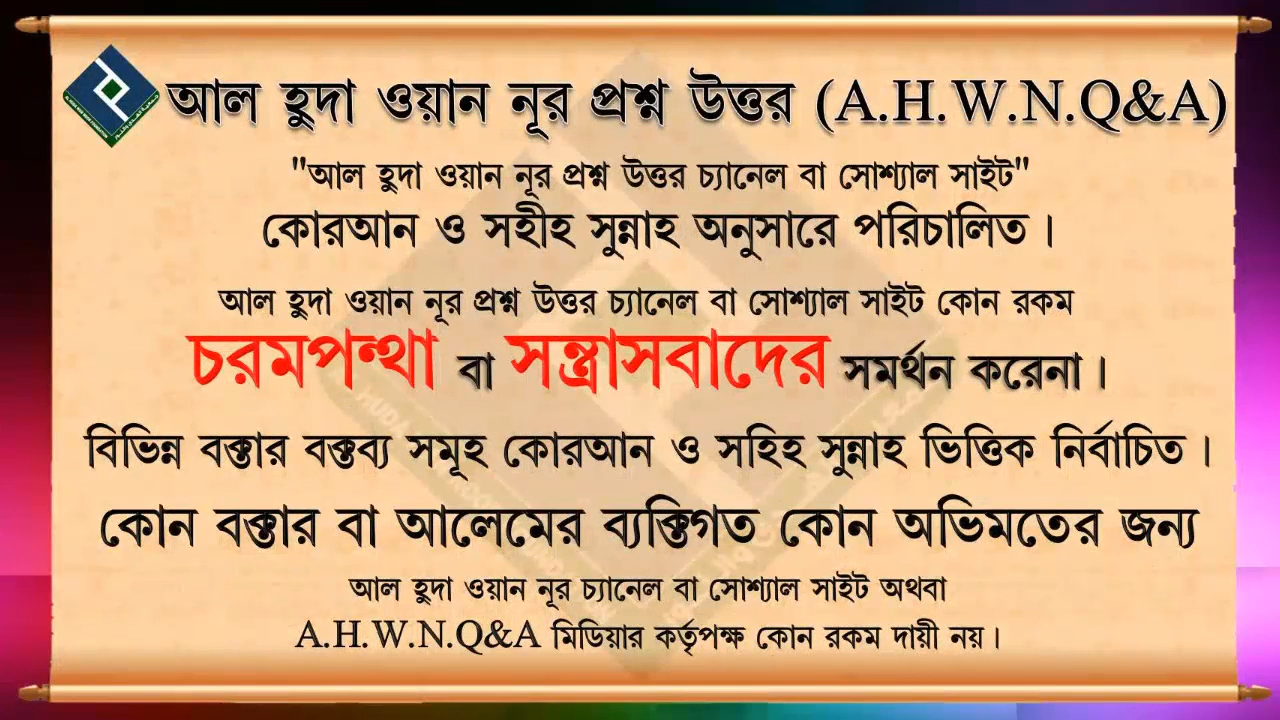 আল হুদা ওয়ান নূর প্রশ্ন উত্তর (A.H.W.N.Q&A)
"আল হুদা ওয়ান নূর প্রশ্ন উত্তর চ্যানেল বা সোশ্যাল সাইট"
কোরআন ও সহীহ সুন্নাহ অনুসারে পরিচালিত।
আল হুদা ওয়ান নূর প্রশ্ন উত্তর চ্যানেল বা সোশ্যাল সাইট কোন রকম
চরমপন্থা বা সন্ত্রাসবাদের সমর্থন করেনা।
বিভিন্ন বক্তার বক্তব্য সমূহ কোরআন ও সহিহ সুন্নাহ ভিত্তিক নির্বাচিত।
কোন বক্তার বা আলেমের ব্যক্তিগত কোন অভিমতের জন্য
আল হুদা ওয়ান নূর চ্যানেল বা সোশ্যাল সাইট অথবা
A.H.W.N.Q&A মিডিয়ার কর্তৃপক্ষ কোন রকম দায়ী নয়।